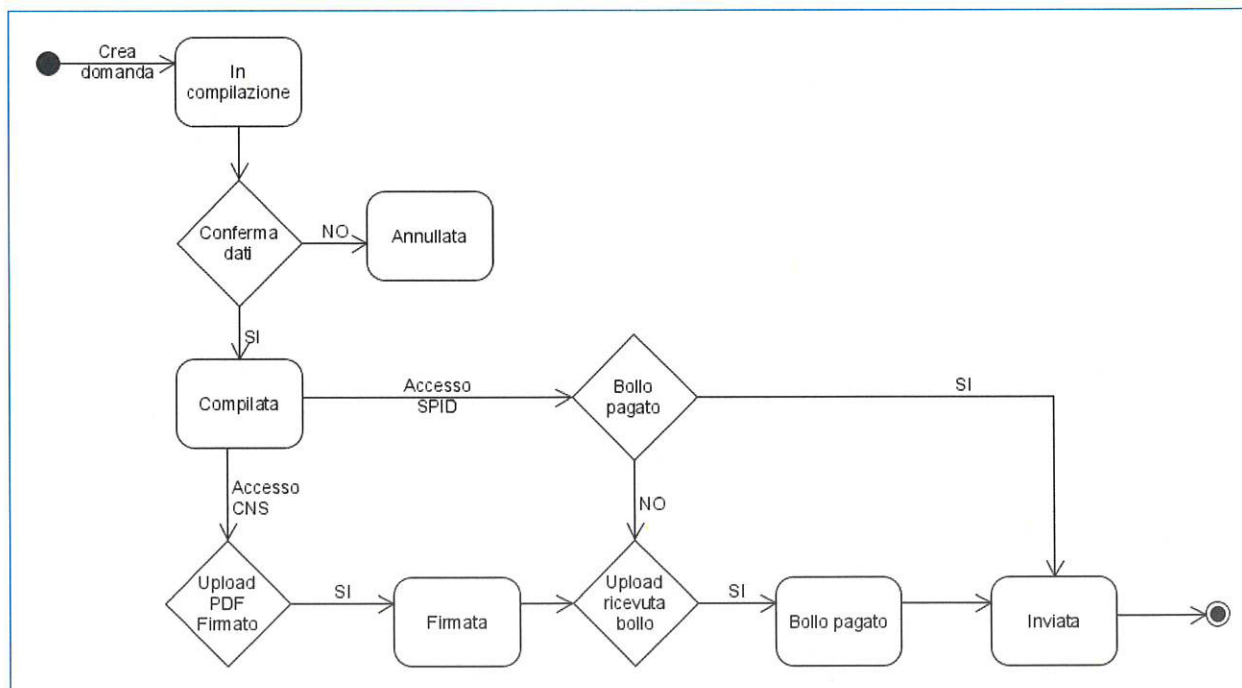 Crea
domanda
In
compilazione
Conferma
dati
NO
Annullata
SI
Compilata
Accesso
SPID
Bollo
pagato
SI
Accesso
CNS
NO
Upload
PDF
Firmato
SI
Firmata
Upload
ricevuta
bollo
SI
Bollo pagato
Inviata